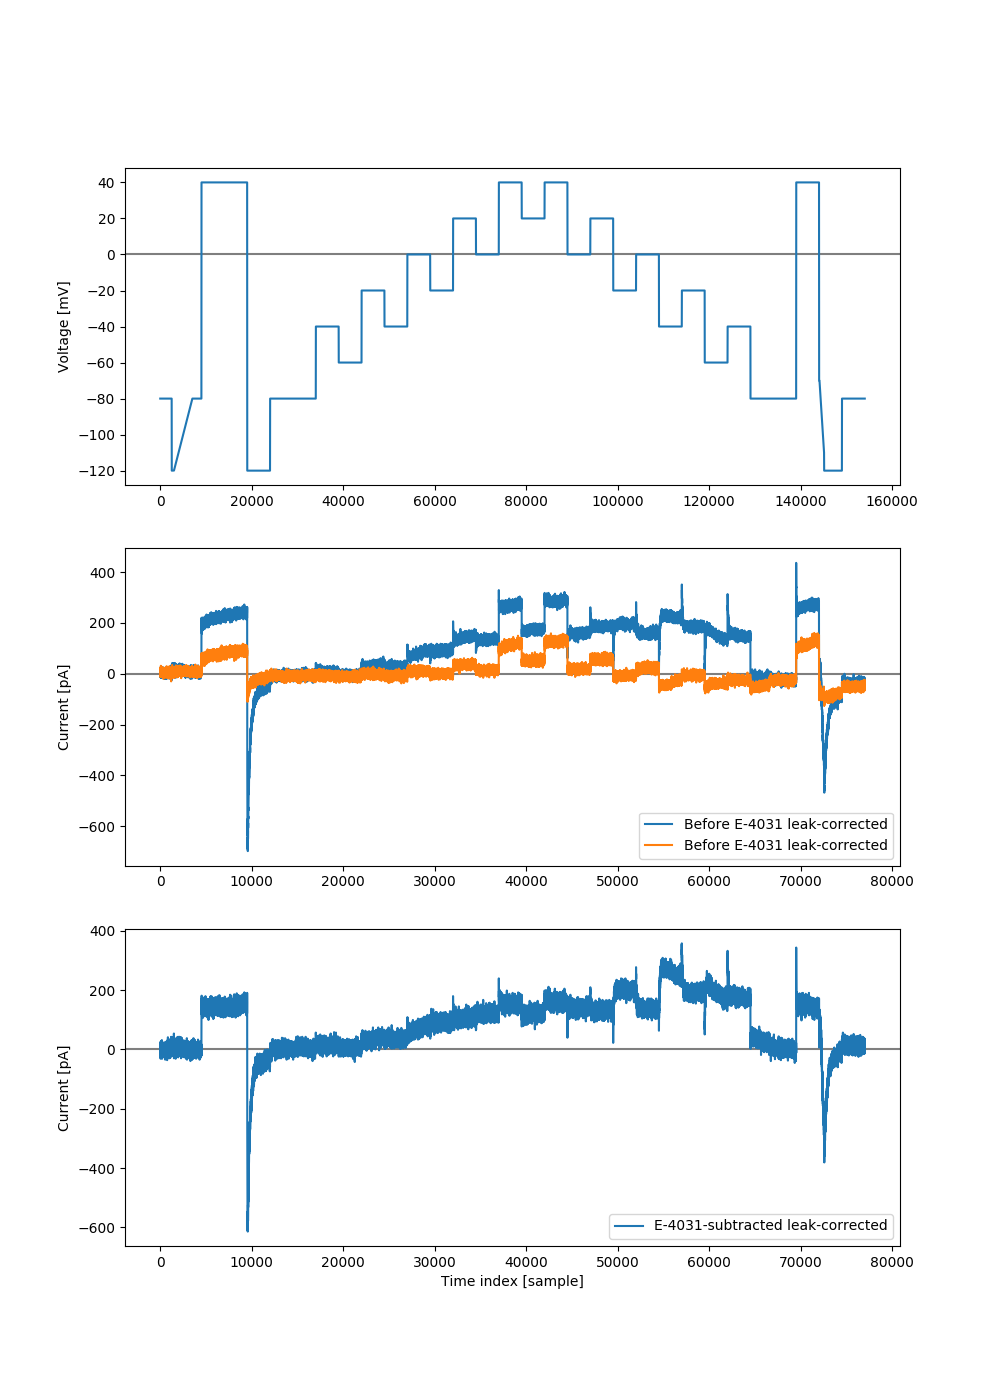 40
20
0
−20
−40
−60
−80
−100
−120
Voltage [mV]
0 20000 40000 60000 80000 100000 120000 140000 160000
400
200
0
−200
−400
−600
Current [pA]
Before E-4031 leak-corrected
Before E-4031 leak-corrected
0 10000 20000 30000 40000 50000 60000 70000 80000
400
200
0
−200
−400
−600
Current [pA]
E-4031-subtracted leak-corrected
0 10000 20000 30000 40000 50000 60000 70000 80000
Time index [sample]